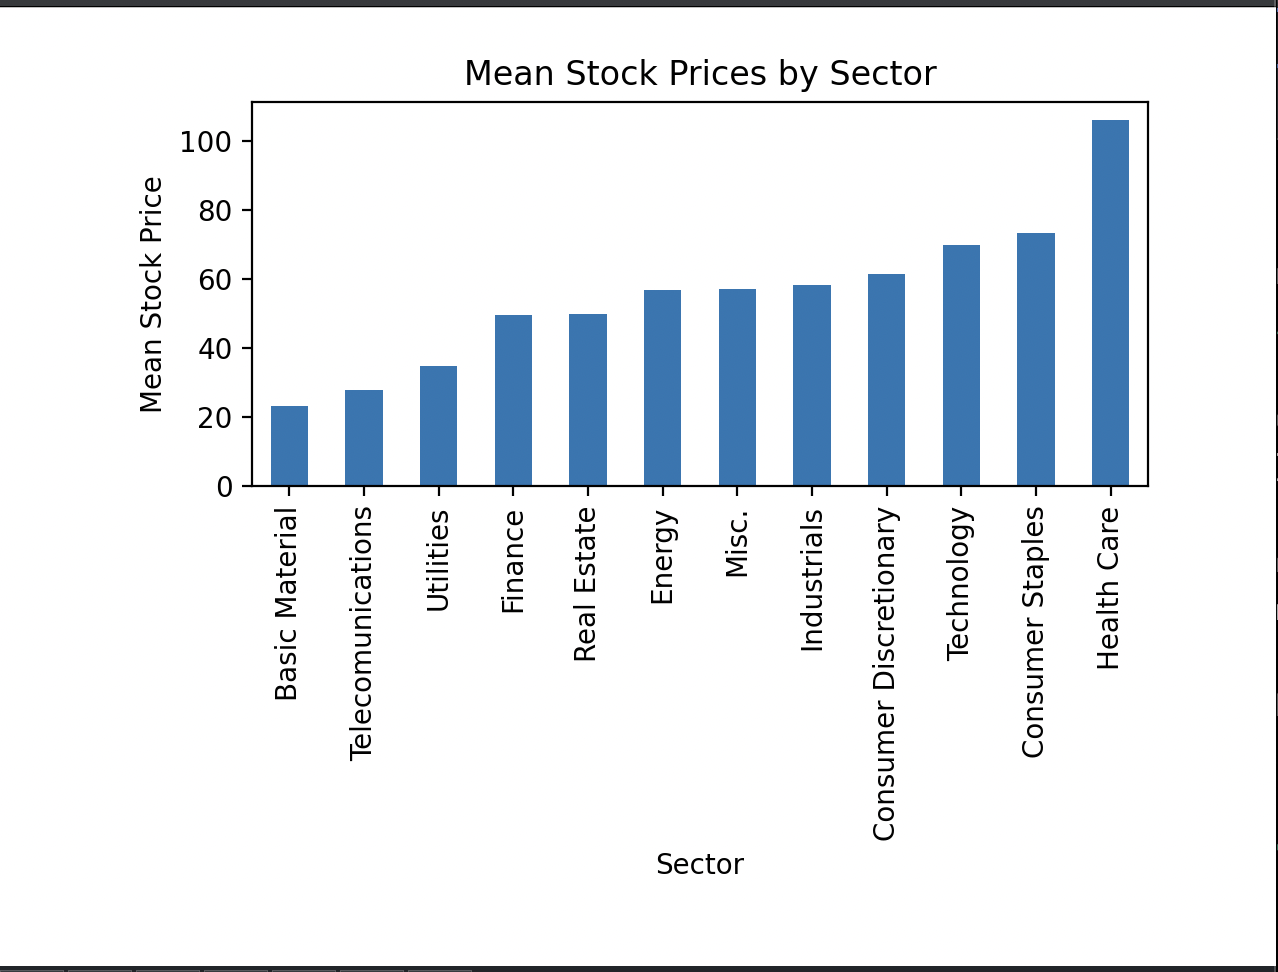 Mean Stock Prices by Sector
Mean Stock Price
100
80
60
40
20
0
Basic Material
Telecomunications
Utilities
Finance
Real Estate
Energy
Misc.
Industrials
Consumer Discretionary
Technology
Consumer Staples
Health Care
Sector